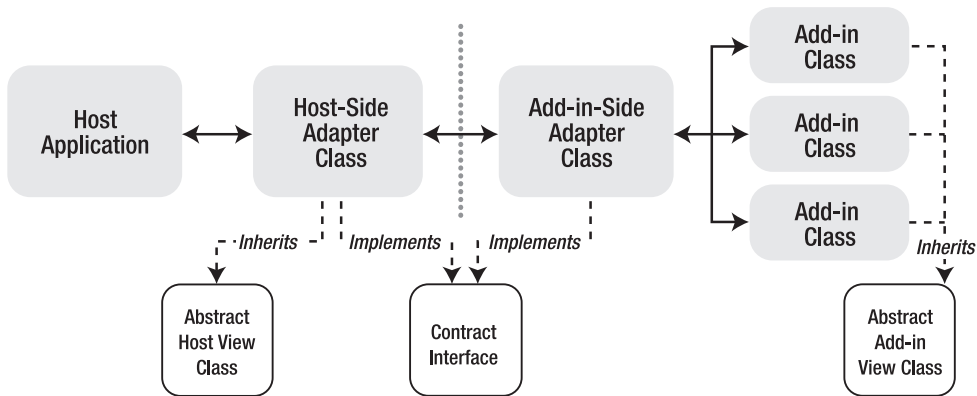 Host
Application
Host-Side
Adapter
Class
Add-in-Side
Adapter
Class
Add-in
Class
Add-in
Class
Add-in
Class
Inherits
Implements
Implements
Inherits
Abstract
Host View
Class
Contract
Interface
Abstract
Add-in
View Class